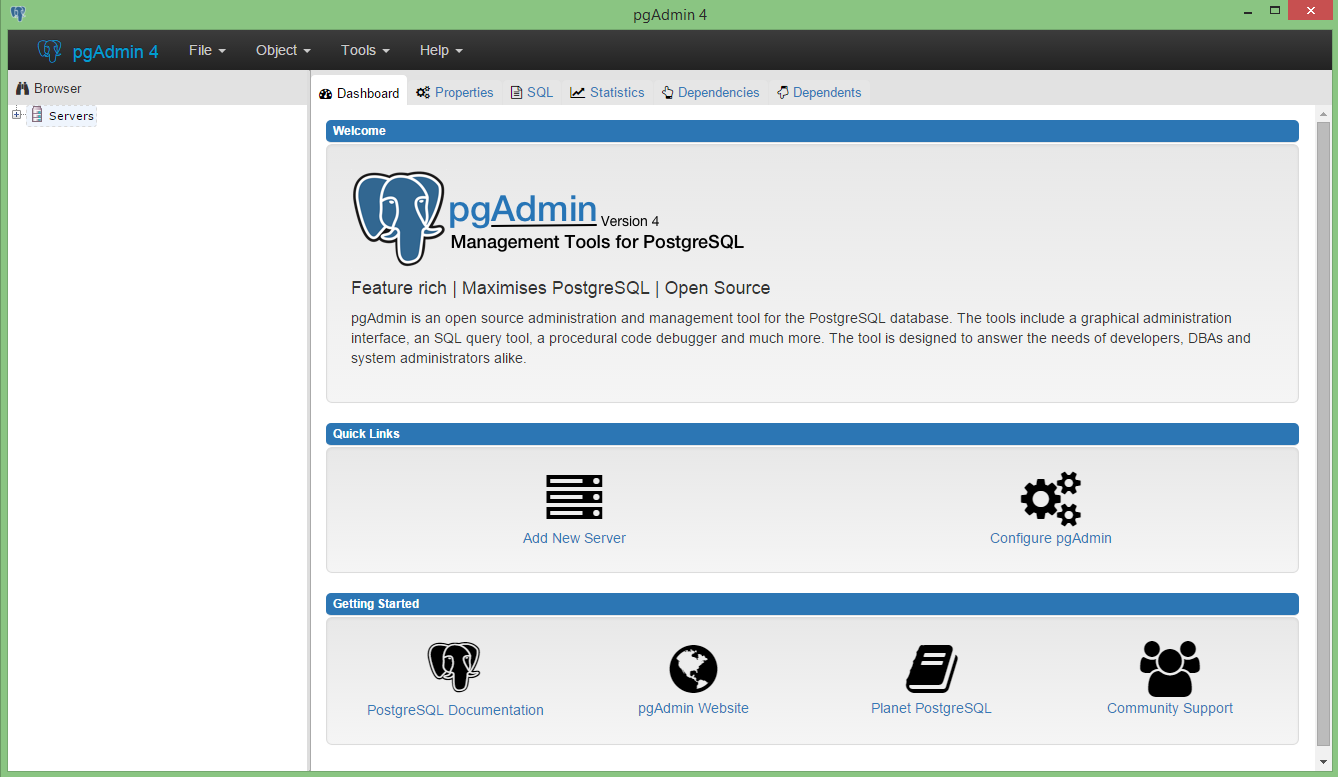 pgAdmin 4
pgAdmin 4 File Object Tools Help
Browser
Servers
Dashboard Properties SQL Statistics Dependencies Dependents
Welcome
pgAdmin Version 4
Management Tools for PostgreSQL
Feature rich | Maximises PostgreSQL | Open Source
pgAdmin is an open source administration and management tool for the PostgreSQL database. The tools include a graphical administration
interface, an SQL query tool, a procedural code debugger and much more. The tool is designed to answer the needs of developers, DBAs and
system administrators alike.
Quick Links
Add New Server Configure pgAdmin
Getting Started
PostgreSQL Documentation pgAdmin Website Planet PostgreSQL Community Support